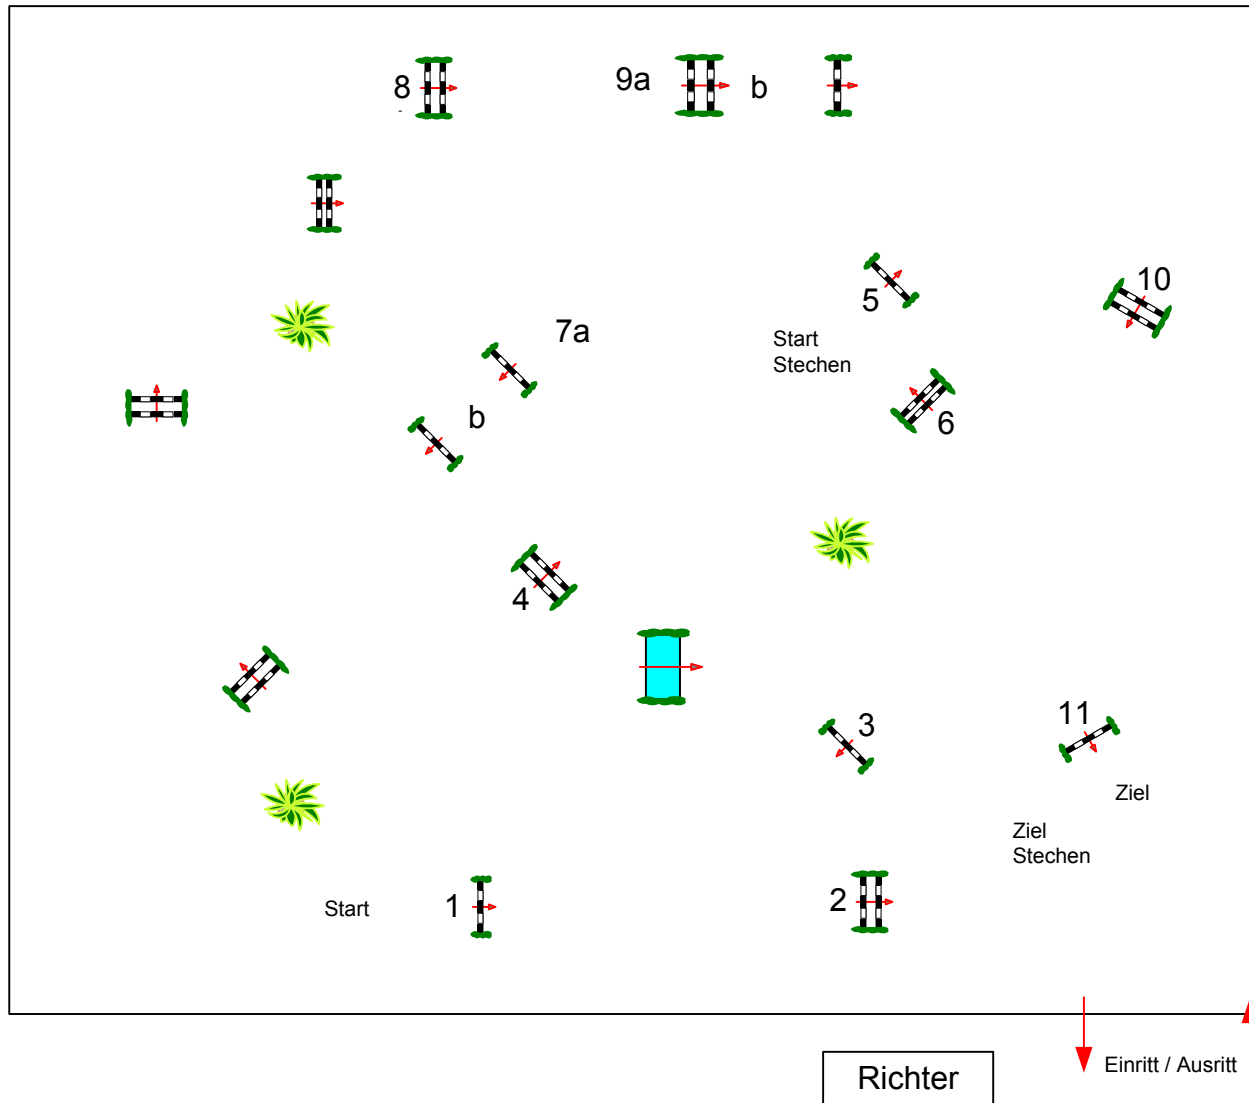 8
9a
b
10
5
7a
Start
Stechen
b
6
4
3
11
Ziel
Ziel
Stechen
Start
1
2
Einritt / Ausritt
Richter